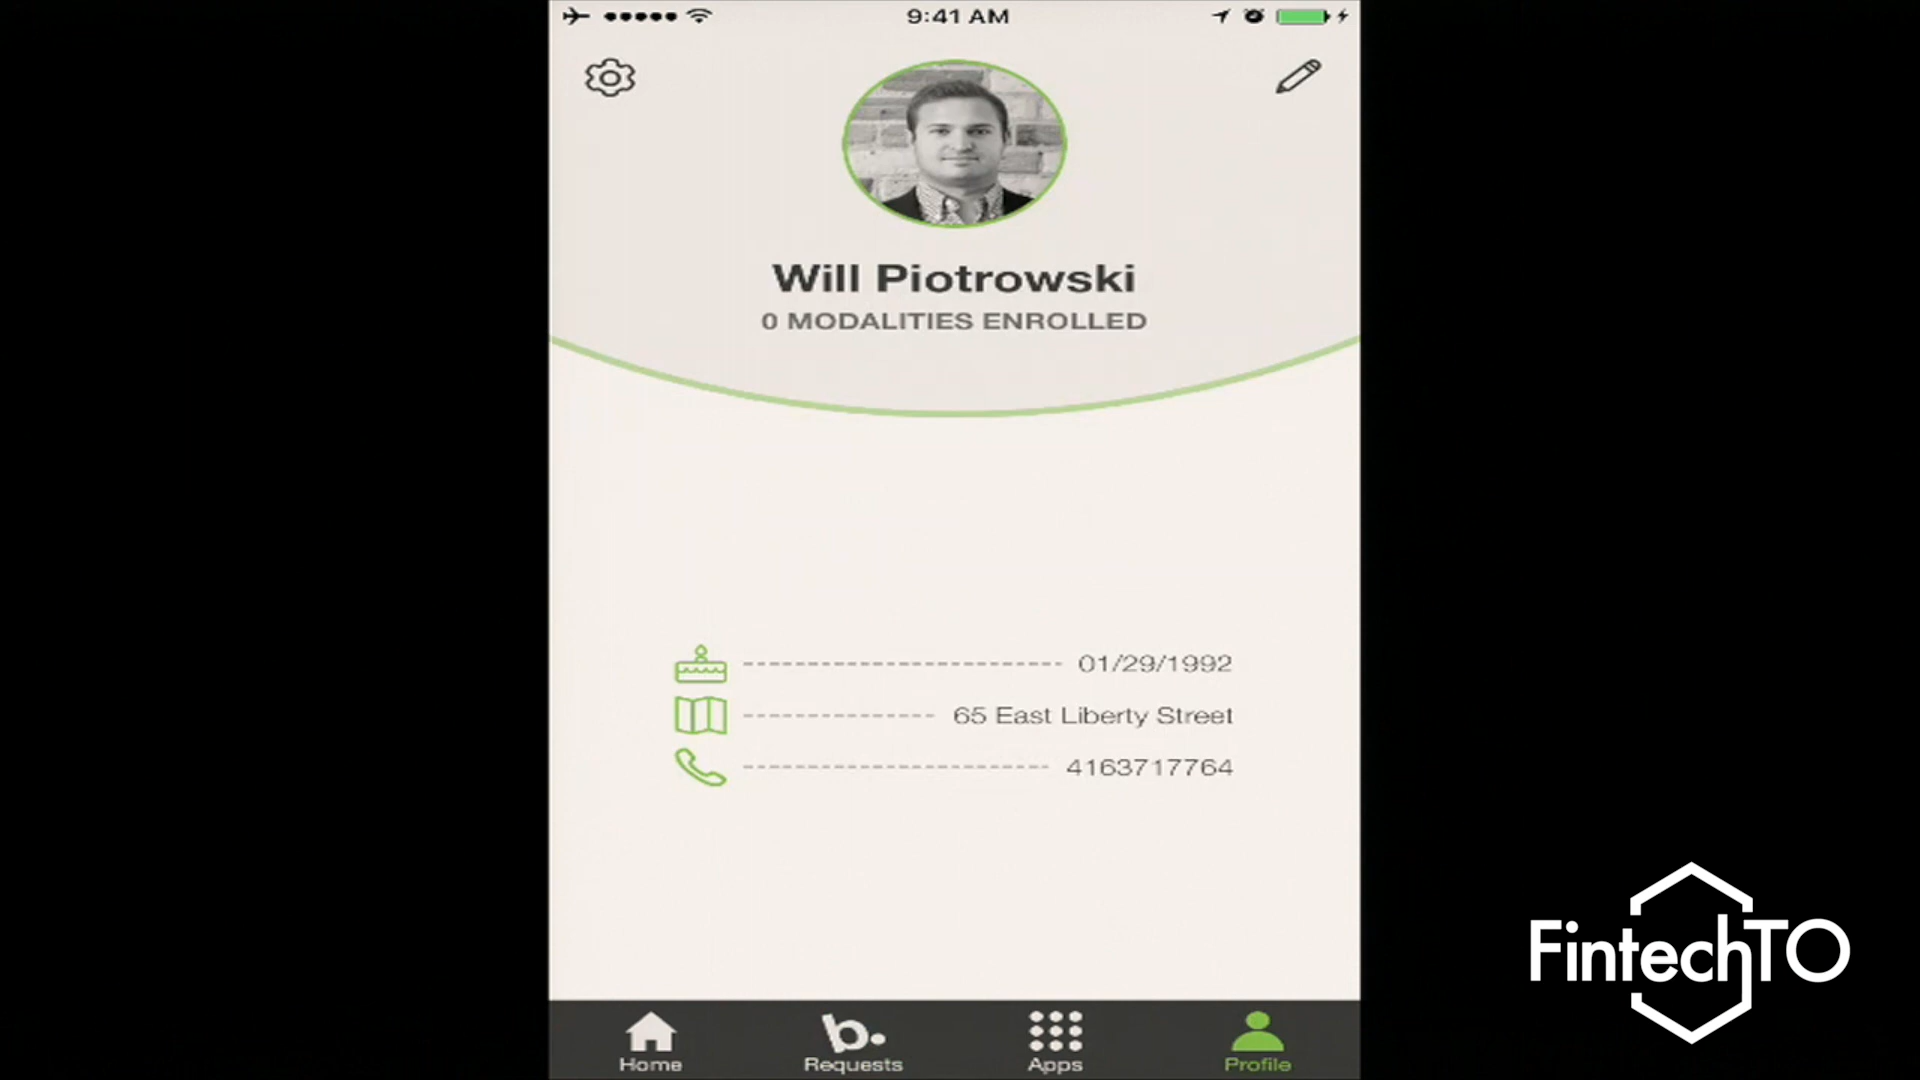 9:41 AM
Will Piotrowski
0 MODALITIES ENROLLED
01/29/1992
65 East Liberty Street
4163717764
Home
b.
Requests
Apps
Profile
FintechTO